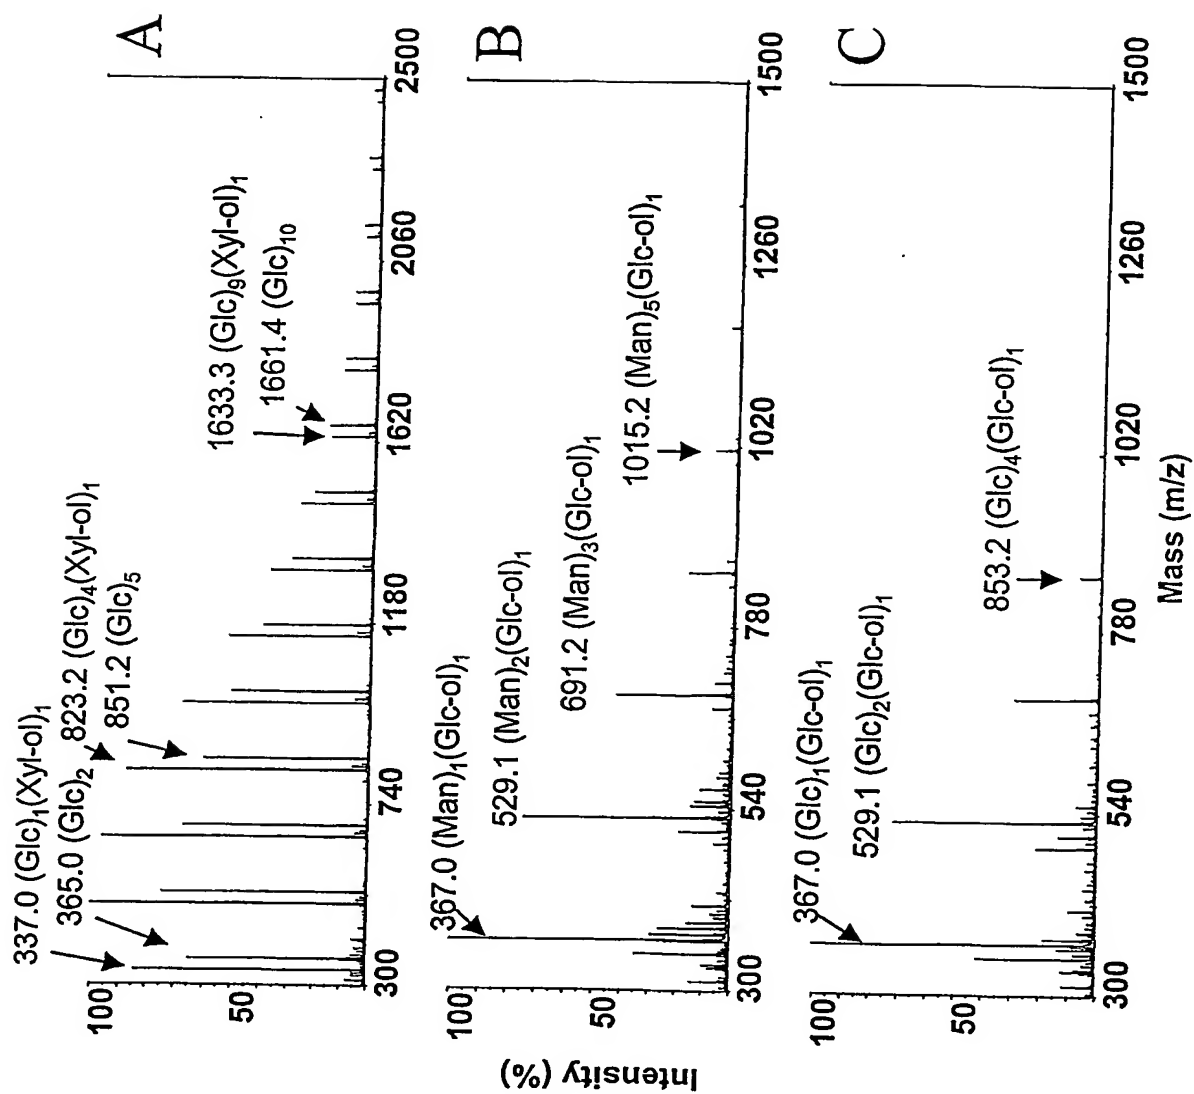 A
337.0 (Glc)₁(Xyl-ol)₁
365.0 (Glc)₂
823.2 (Glc)₄(Xyl-ol)₁
851.2 (Glc)₅
1633.3 (Glc)₉(Xyl-ol)₁
1661.4 (Glc)₁₀
100
50
300 740 1180 1620 2060 2500
B
367.0 (Man)₁(Glc-ol)₁
529.1 (Man)₂(Glc-ol)₁
691.2 (Man)₃(Glc-ol)₁
1015.2 (Man)₅(Glc-ol)₁
100
50
300 540 780 1020 1260 1500
C
367.0 (Glc)₁(Glc-ol)₁
529.1 (Glc)₂(Glc-ol)₁
853.2 (Glc)₄(Glc-ol)₁
100
50
300 540 780 1020 1260 1500
Intensity (%)
Mass (m/z)